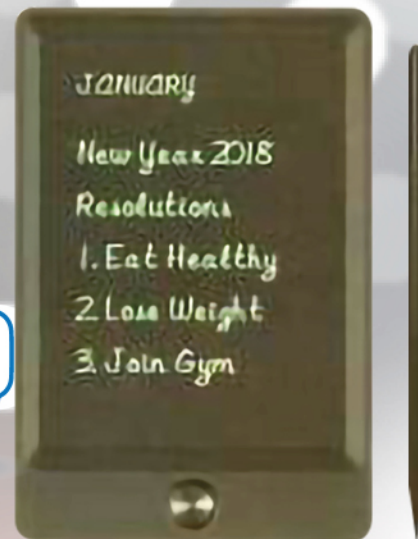 JANUARY
New Year 2018
Resolutions
1. Eat Healthy
2. Lose Weight
3. Join Gym